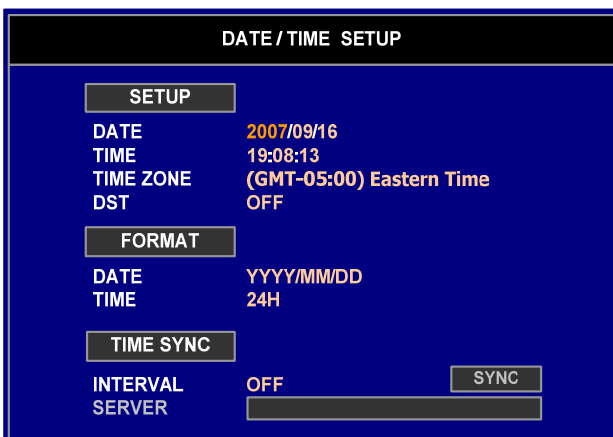 DATE / TIME SETUP
SETUP
DATE 2007/09/16
TIME 19:08:13
TIME ZONE (GMT-05:00) Eastern Time
DST OFF
FORMAT
DATE YYYY/MM/DD
TIME 24H
TIME SYNC
INTERVAL OFF SYNC
SERVER